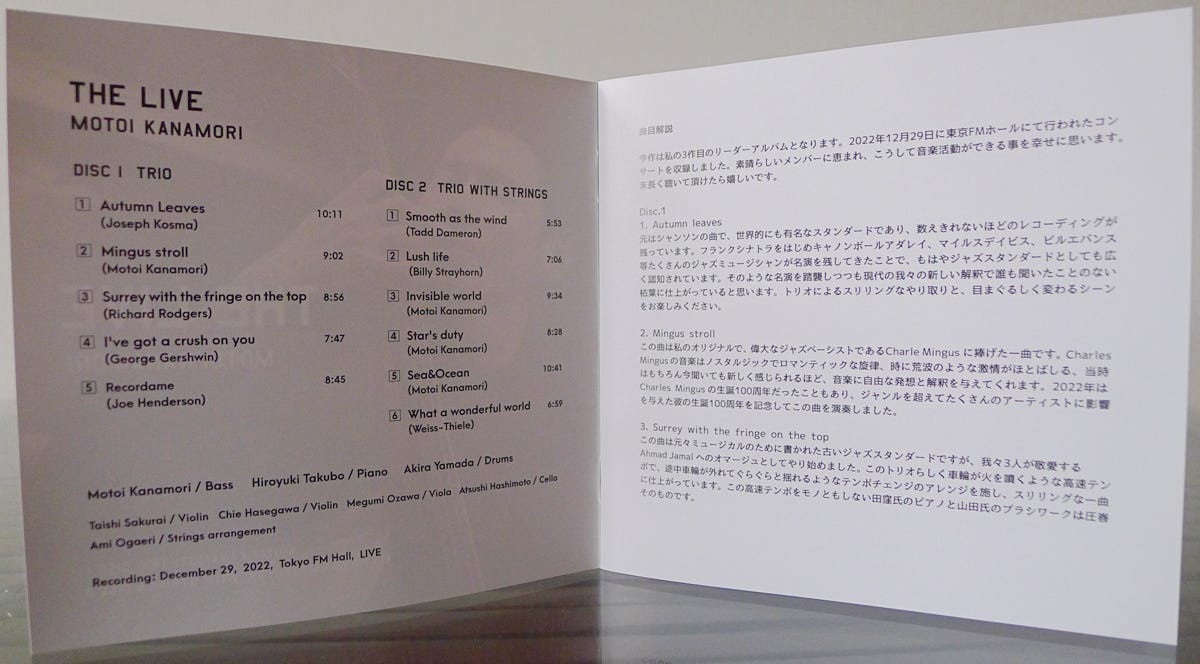 THE LIVE
MOTOI KANAMORI
DISC 1 TRIO
1 Autumn Leaves 10:11
(Joseph Kosma)
2 Mingus stroll 9:02
(Motoi Kanamori)
3 Surrey with the fringe on the top 8:56
(Richard Rodgers)
4 I've got a crush on you 7:47
(George Gershwin)
5 Recordame 8:45
(Joe Henderson)
DISC 2 TRIO WITH STRINGS
1 Smooth as the wind 5:53
(Tadd Dameron)
2 Lush life 7:06
(Billy Strayhorn)
3 Invisible world 9:34
(Motoi Kanamori)
4 Star's duty 8:28
(Motoi Kanamori)
5 Sea&Ocean 10:41
(Motoi Kanamori)
6 What a wonderful world 6:59
(Weiss-Thiele)
Motoi Kanamori / Bass Hiroyuki Takubo / Piano Akira Yamada / Drums
Taishi Sakurai / Violin Chie Hasegawa / Violin Megumi Ozawa / Viola Atsushi Hashimoto / Cello
Ami Ogaeri / Strings arrangement
Recording: December 29, 2022, Tokyo FM Hall, LIVE
曲目解説
今作は私の3作目のリーダーアルバムとなります。2022年12月29日に東京FMホールにて行われたコン
サートを収録しました。素晴らしいメンバーに恵まれ、こうして音楽活動ができる事を幸せに思います。
末長く聴いて頂けたら嬉しいです。
Disc.1
1. Autumn leaves
元はシャンソンの曲で、世界的にも有名なスタンダードであり、数えきれないほどのレコーディングが
残っています。フランクシナトラをはじめキャノンボールアダレイ、マイルスデイビス、ビルエバンス
等たくさんのジャズミュージシャンが名演を残してきたことで、もはやジャズスタンダードとしても広
く認知されています。そのような名演を踏襲しつつも現代の我々の新しい解釈で誰も聞いたことのない
枯葉に仕上がっていると思います。トリオによるスリリングなやり取りと、目まぐるしく変わるシーン
をお楽しみください。
2. Mingus stroll
この曲は私のオリジナルで、偉大なジャズベーシストであるCharle Mingus に捧げた一曲です。Charles
Mingusの音楽はノスタルジックでロマンティックな旋律、時に荒波のような激情がほとばしる、当時
はもちろん今聞いても新しく感じられるほど、音楽に自由な発想と解釈を与えてくれます。2022年は
Charles Mingus の生誕100周年だったこともあり、ジャンルを超えてたくさんのアーティストに影響
を与えた彼の生誕100周年を記念してこの曲を演奏しました。
3. Surrey with the fringe on the top
この曲は元々ミュージカルのために書かれた古いジャズスタンダードですが、我々3人が敬愛する
Ahmad Jamal へのオマージュとしてやり始めました。このトリオらしく車輪が火を噴くような高速テン
ポで、途中車輪が外れてぐらぐらと揺れるようなテンポチェンジのアレンジを施し、スリリングな一曲
に仕上がっています。この高速テンポをモノともしない田窪氏のピアノと山田氏のブラシワークは圧巻
そのものです。